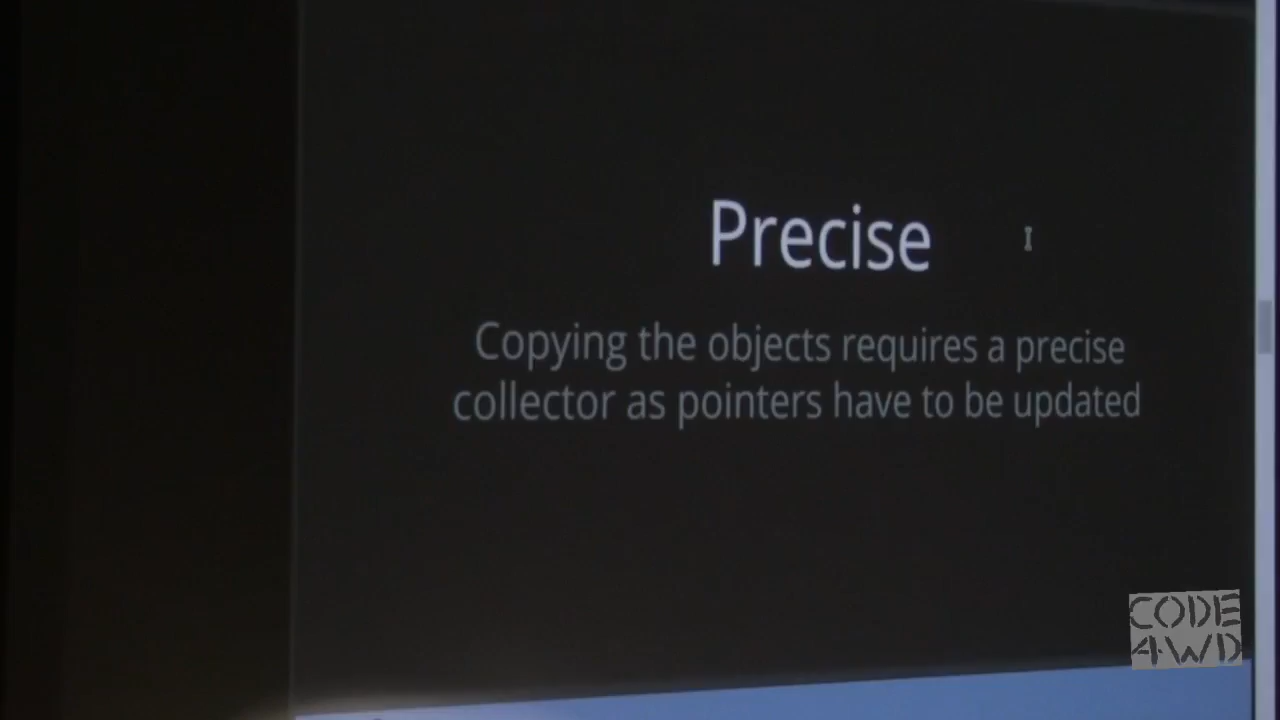 Precise
Copying the objects requires a precise
collector as pointers have to be updated
CODE
4WD